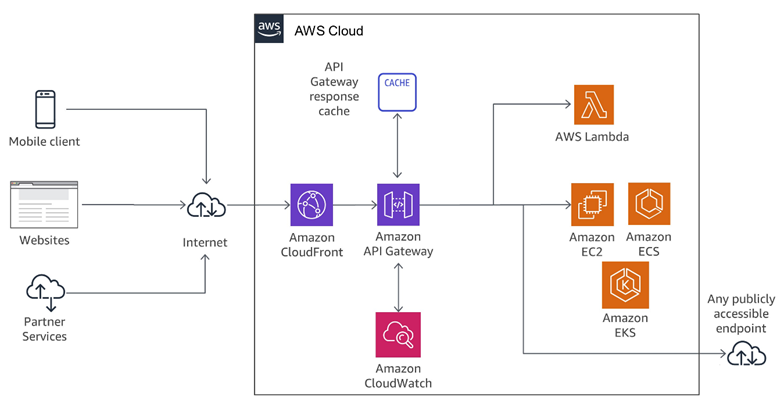 aws
AWS Cloud
API
Gateway
response
cache
CACHE
Mobile client
AWS Lambda
Websites
Internet
Amazon
CloudFront
Amazon
API Gateway
Amazon
EC2
Amazon
ECS
Partner
Services
Amazon
CloudWatch
K
Amazon
EKS
Any publicly
accessible
endpoint